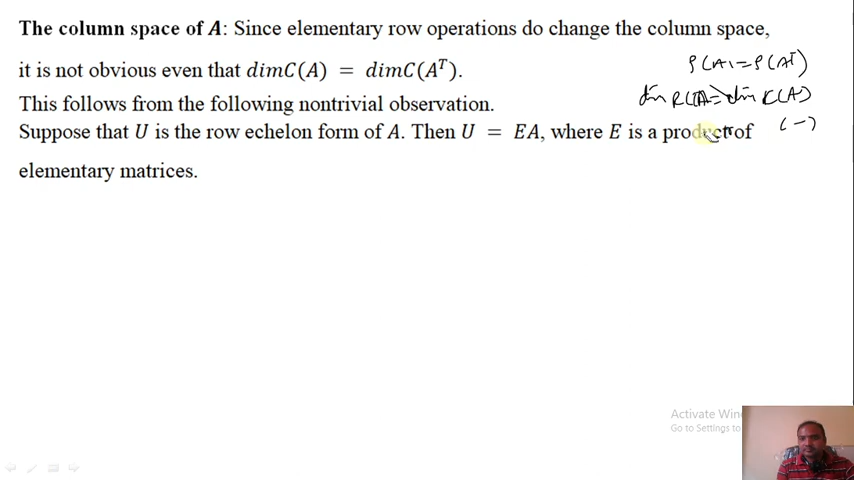 The column space of A: Since elementary row operations do change the column space,
it is not obvious even that dimC(A) = dimC(Aᵀ).
ρ(A) = ρ(Aᵀ)
This follows from the following nontrivial observation.
Suppose that U is the row echelon form of A. Then U = EA, where E is a product of
elementary matrices.
Activate Win
Go to Settings to